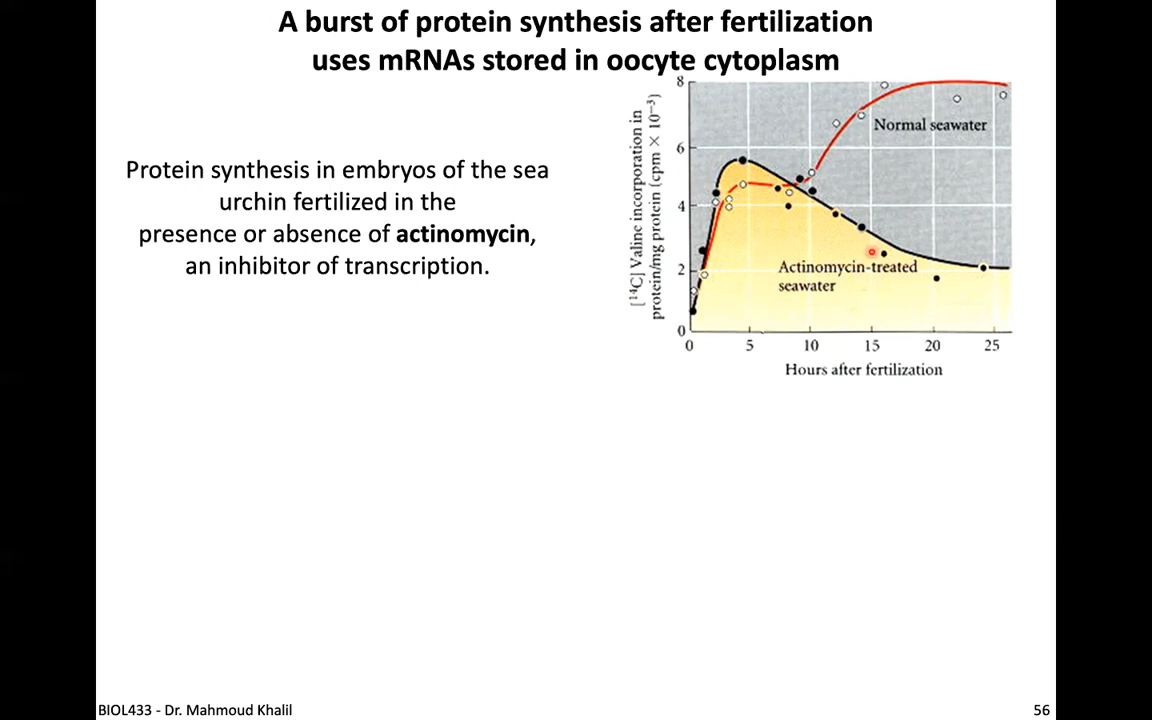 A burst of protein synthesis after fertilization
uses mRNAs stored in oocyte cytoplasm
Protein synthesis in embryos of the sea
urchin fertilized in the
presence or absence of actinomycin,
an inhibitor of transcription.
[¹⁴C] Valine incorporation in
protein/mg protein (cpm × 10⁻³)
8
6
4
2
0
Normal seawater
Actinomycin-treated
seawater
0 5 10 15 20 25
Hours after fertilization
BIOL433 - Dr. Mahmoud Khalil
56